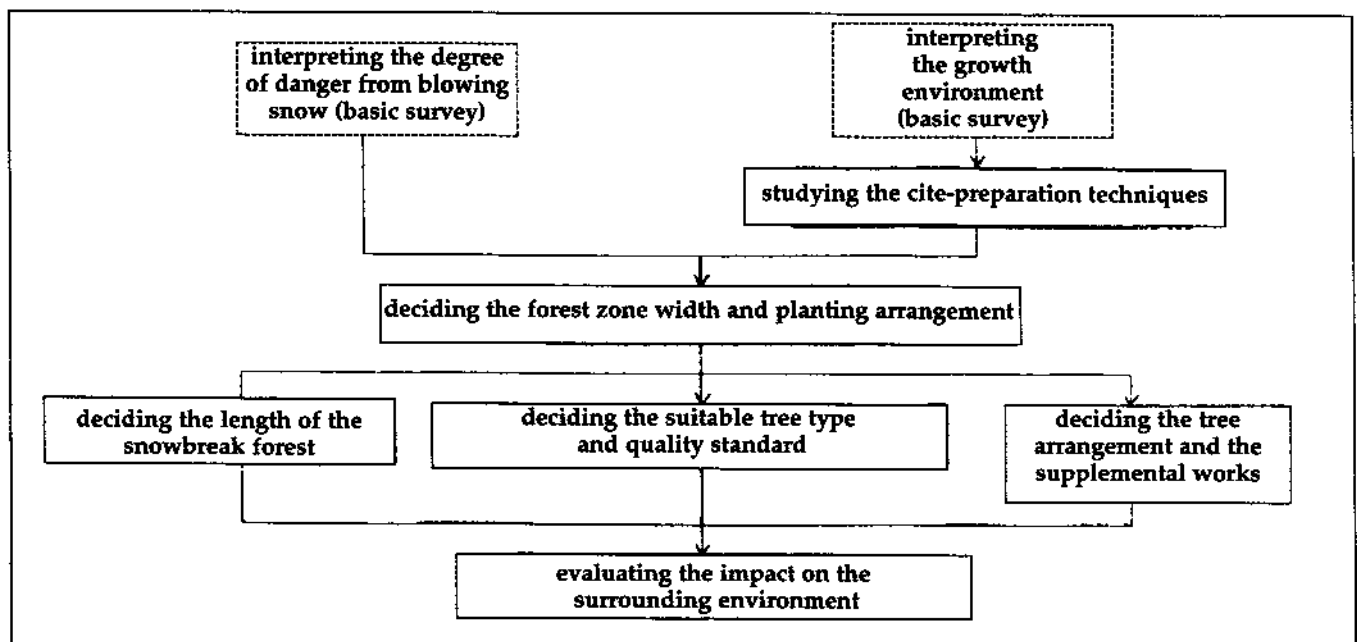 interpreting the degree
of danger from blowing
snow (basic survey)
interpreting
the growth
environment
(basic survey)
studying the cite-preparation techniques
deciding the forest zone width and planting arrangement
deciding the length of the
snowbreak forest
deciding the suitable tree type
and quality standard
deciding the tree
arrangement and the
supplemental works
evaluating the impact on the
surrounding environment